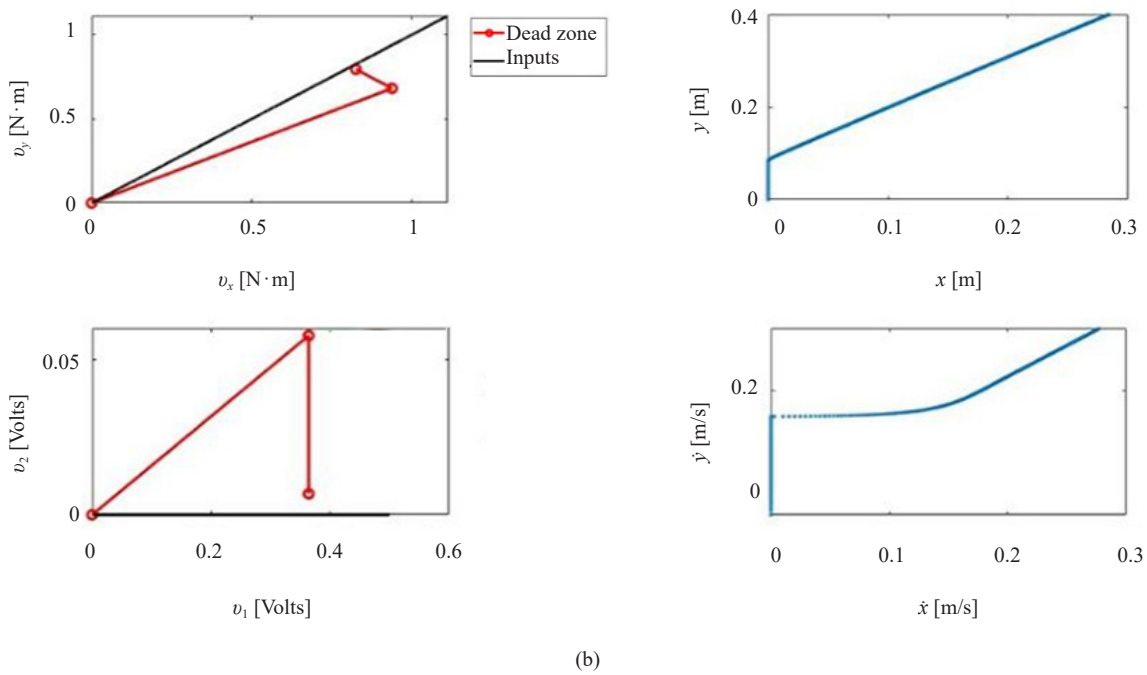 1
0.5
0
υy [N·m]
0
0.5
1
υx [N·m]
Dead zone
Inputs
0.4
0.2
0
y [m]
0
0.1
0.2
0.3
x [m]
0.05
0
υ2 [Volts]
0
0.2
0.4
0.6
υ1 [Volts]
0.2
0
ẏ [m/s]
0
0.1
0.2
0.3
ẋ [m/s]
(b)